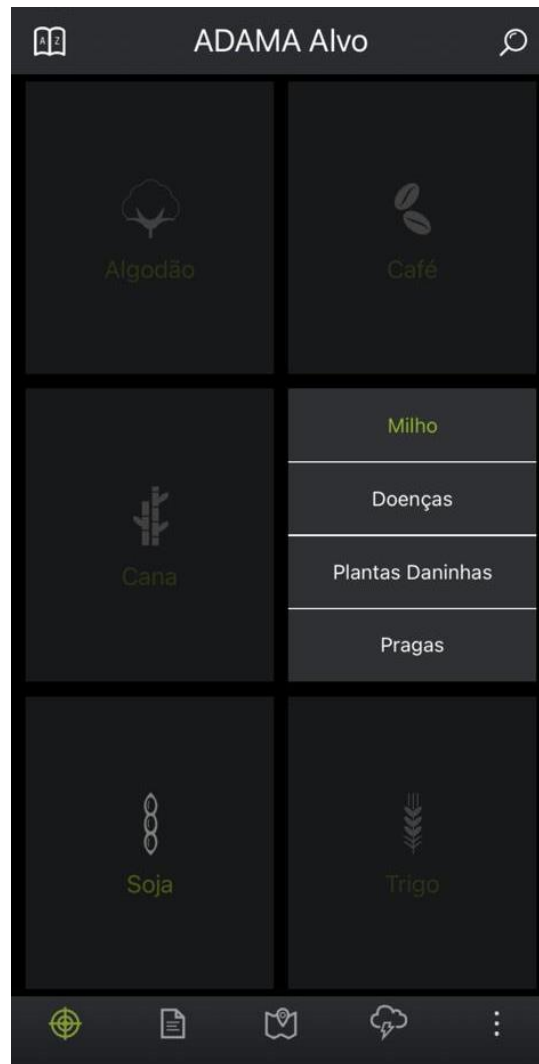 A Z
ADAMA Alvo
Algodão
Café
Cana
Milho
Doenças
Plantas Daninhas
Pragas
Soja
Trigo